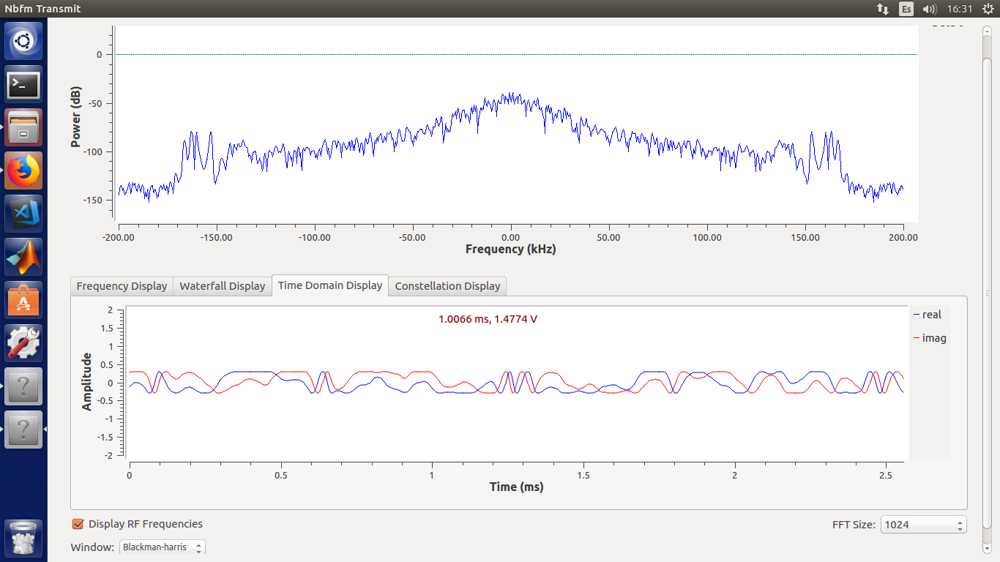 Nbfm Transmit
Es
16:31
0
-50
-100
-150
Power (dB)
-200.00 -150.00 -100.00 -50.00 0.00 50.00 100.00 150.00 200.00
Frequency (kHz)
Frequency Display Waterfall Display Time Domain Display Constellation Display
1.0066 ms, 1.4774 V
real
imag
2
1.5
1
0.5
0
-0.5
-1
-1.5
-2
Amplitude
0 0.5 1 1.5 2 2.5
Time (ms)
Display RF Frequencies
FFT Size: 1024
Window: Blackman-harris